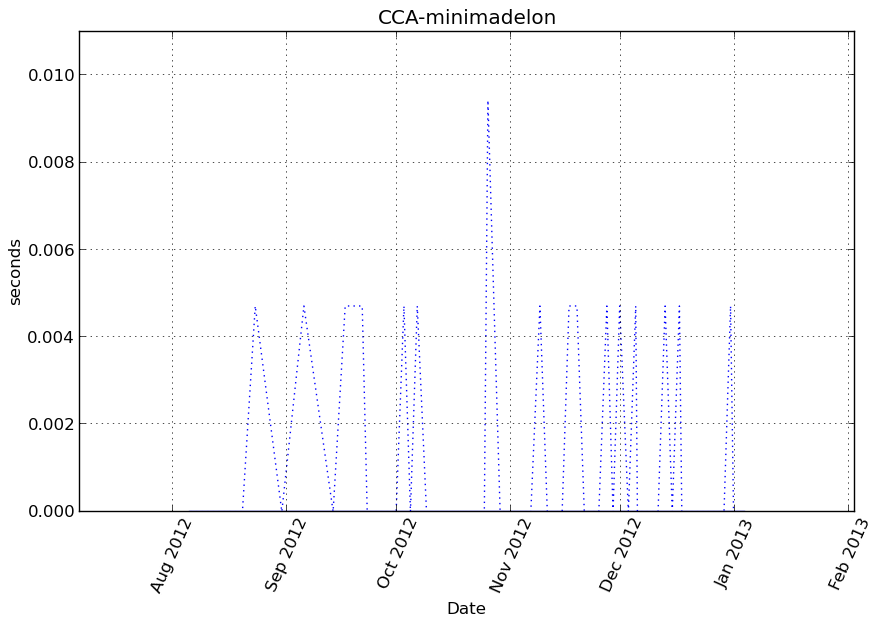 CCA-minimadelon
0.010
0.008
0.006
0.004
0.002
0.000
seconds
Aug 2012
Sep 2012
Oct 2012
Nov 2012
Dec 2012
Jan 2013
Feb 2013
Date